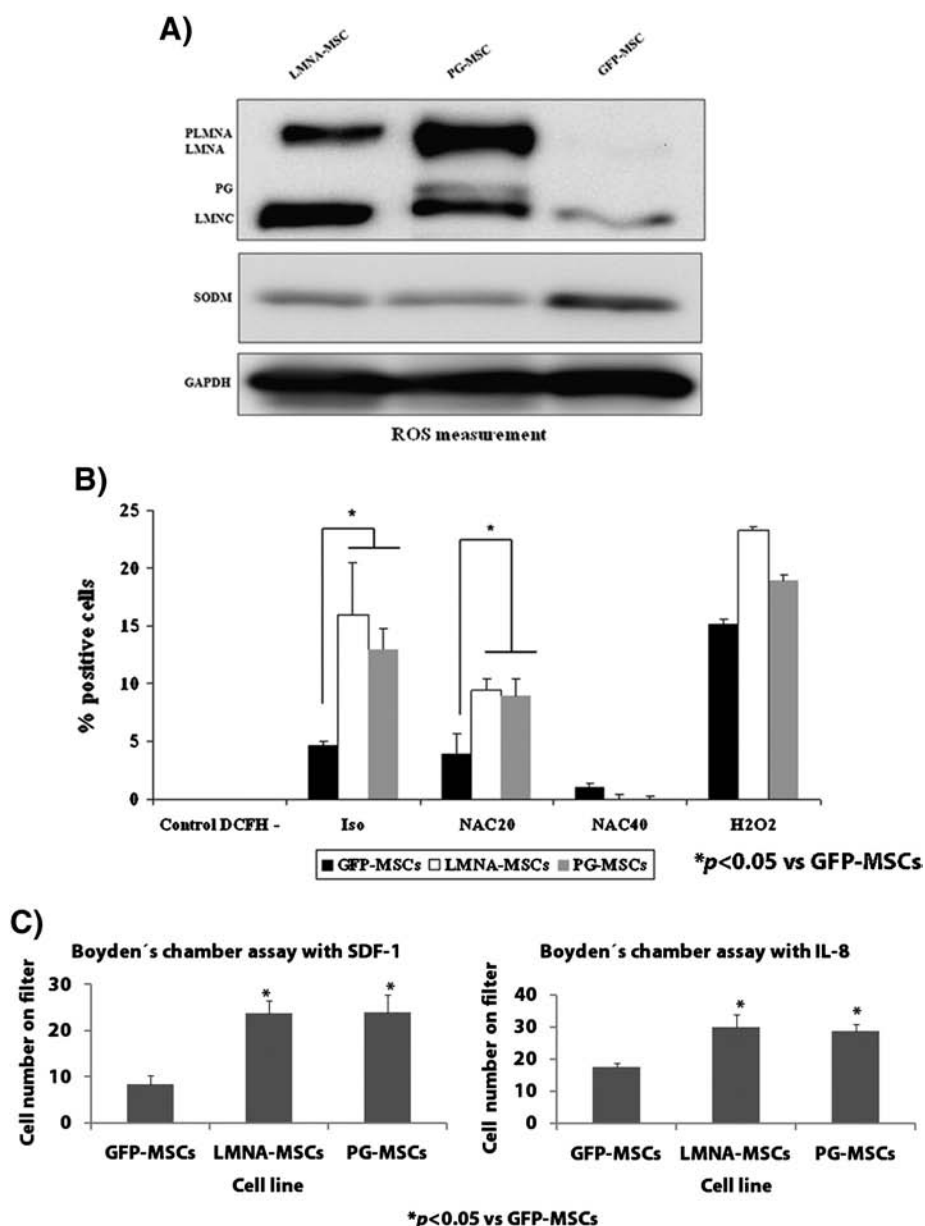 A)
LMNA-MSC PG-MSC GFP-MSC
PLMNA
LMNA
PG
LMNC
SODM
GAPDH
ROS measurement
B)
% positive cells
25
20
15
10
5
0
* *
Control DCFH - Iso NAC20 NAC40 H2O2
GFP-MSCs LMNA-MSCs PG-MSCs
*p<0.05 vs GFP-MSCs
C)
Boyden´s chamber assay with SDF-1
Cell number on filter
30
20
10
0
* *
GFP-MSCs LMNA-MSCs PG-MSCs
Cell line
Boyden´s chamber assay with IL-8
Cell number on filter
40
30
20
10
0
* *
GFP-MSCs LMNA-MSCs PG-MSCs
Cell line
*p<0.05 vs GFP-MSCs